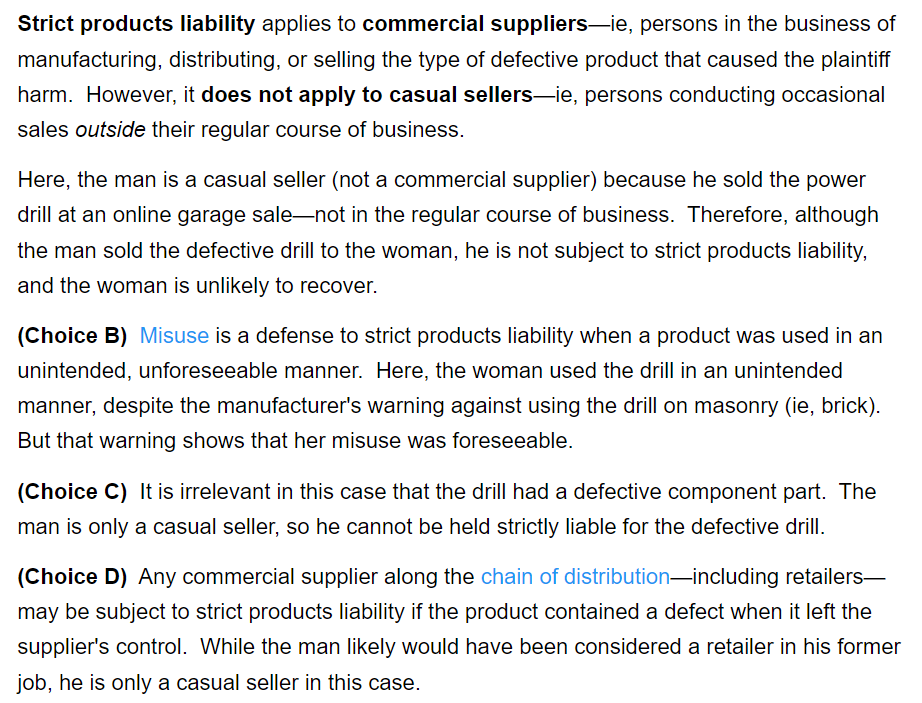 Strict products liability applies to commercial suppliers—ie, persons in the business of
manufacturing, distributing, or selling the type of defective product that caused the plaintiff
harm.  However, it does not apply to casual sellers—ie, persons conducting occasional
sales outside their regular course of business.
Here, the man is a casual seller (not a commercial supplier) because he sold the power
drill at an online garage sale—not in the regular course of business.  Therefore, although
the man sold the defective drill to the woman, he is not subject to strict products liability,
and the woman is unlikely to recover.
(Choice B)  Misuse is a defense to strict products liability when a product was used in an
unintended, unforeseeable manner.  Here, the woman used the drill in an unintended
manner, despite the manufacturer's warning against using the drill on masonry (ie, brick).
But that warning shows that her misuse was foreseeable.
(Choice C)  It is irrelevant in this case that the drill had a defective component part.  The
man is only a casual seller, so he cannot be held strictly liable for the defective drill.
(Choice D)  Any commercial supplier along the chain of distribution—including retailers—
may be subject to strict products liability if the product contained a defect when it left the
supplier's control.  While the man likely would have been considered a retailer in his former
job, he is only a casual seller in this case.